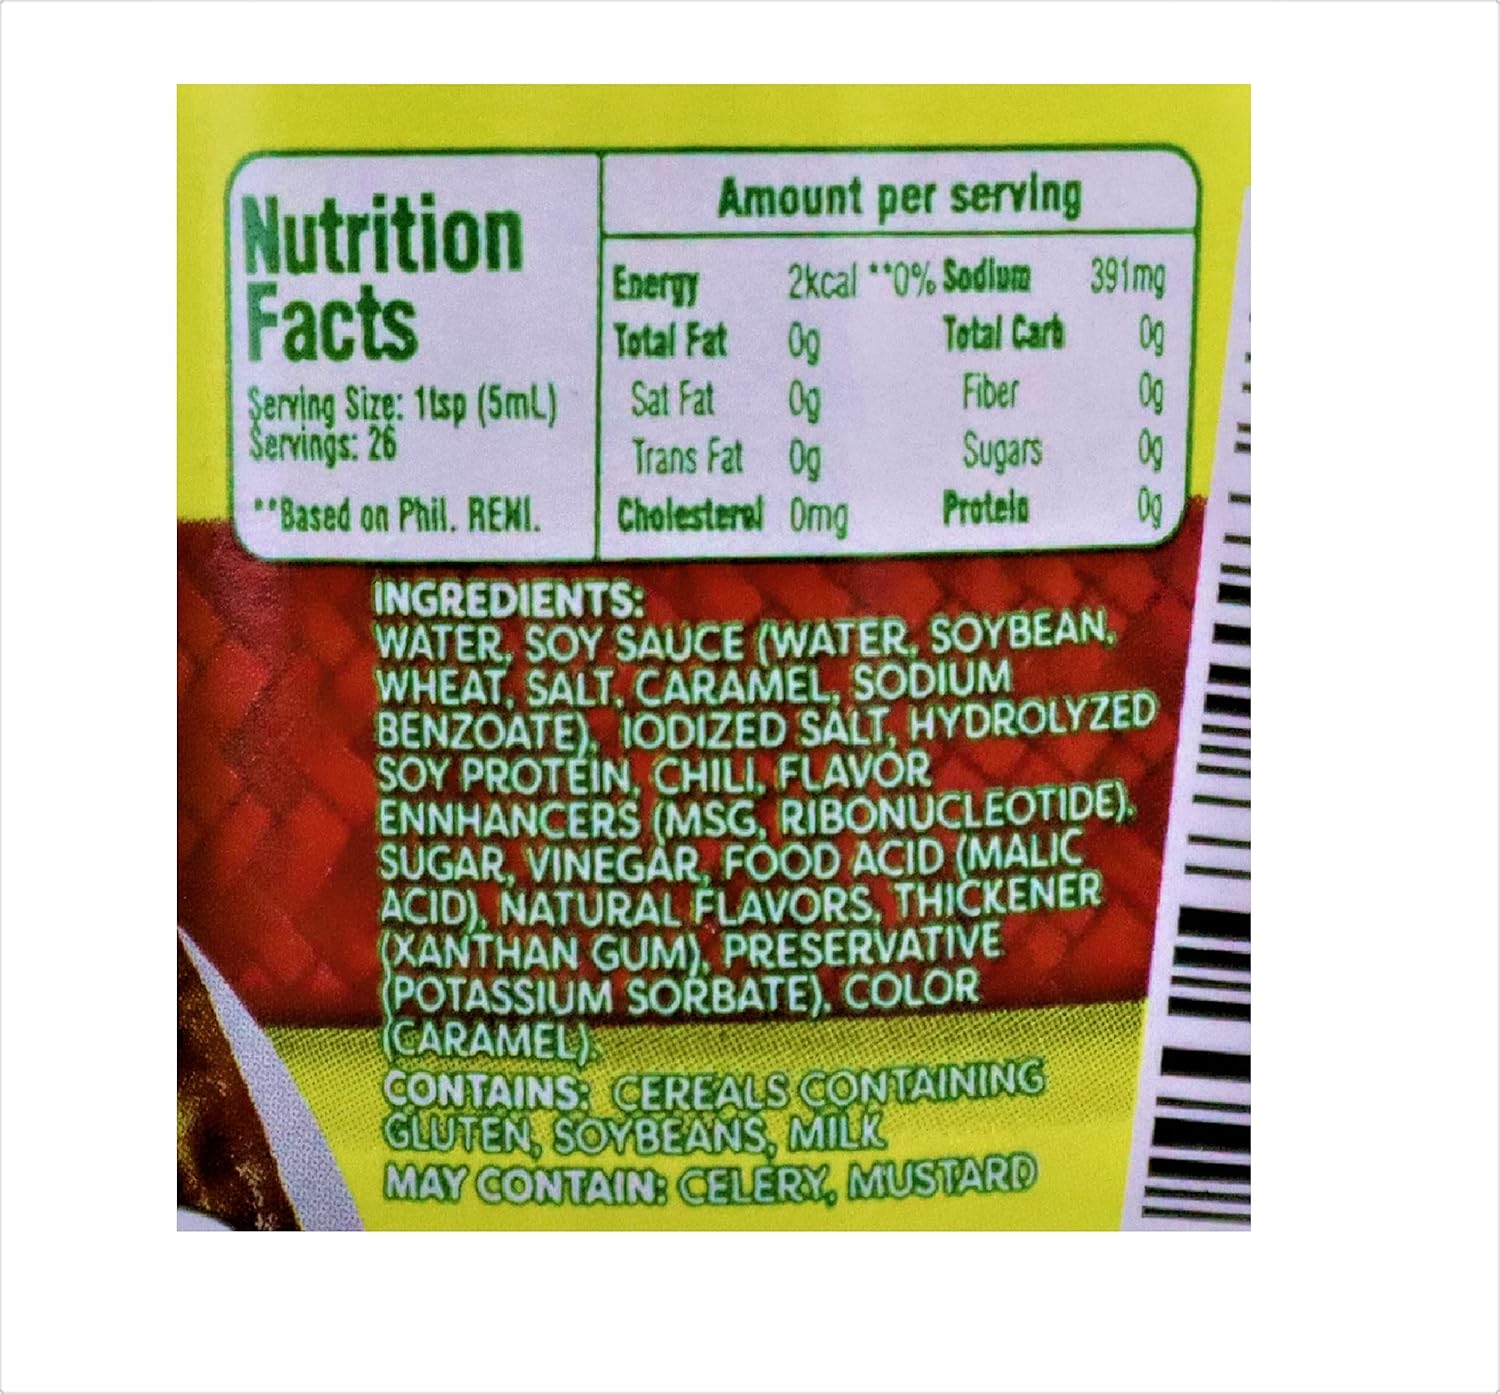 Nutrition
Facts
Serving Size: 1tsp (5mL)
Servings: 26
**Based on Phil. RENI.
Amount per serving
Energy 2kcal **0% Sodium 391mg
Total Fat 0g Total Carb 0g
Sat Fat 0g Fiber 0g
Trans Fat 0g Sugars 0g
Cholesterol 0mg Protein 0g
INGREDIENTS:
WATER, SOY SAUCE (WATER, SOYBEAN,
WHEAT, SALT, CARAMEL, SODIUM
BENZOATE), IODIZED SALT, HYDROLYZED
SOY PROTEIN, CHILI, FLAVOR
ENNHANCERS (MSG, RIBONUCLEOTIDE),
SUGAR, VINEGAR, FOOD ACID (MALIC
ACID), NATURAL FLAVORS, THICKENER
(XANTHAN GUM), PRESERVATIVE
(POTASSIUM SORBATE), COLOR
(CARAMEL).
CONTAINS: CEREALS CONTAINING
GLUTEN, SOYBEANS, MILK
MAY CONTAIN: CELERY, MUSTARD